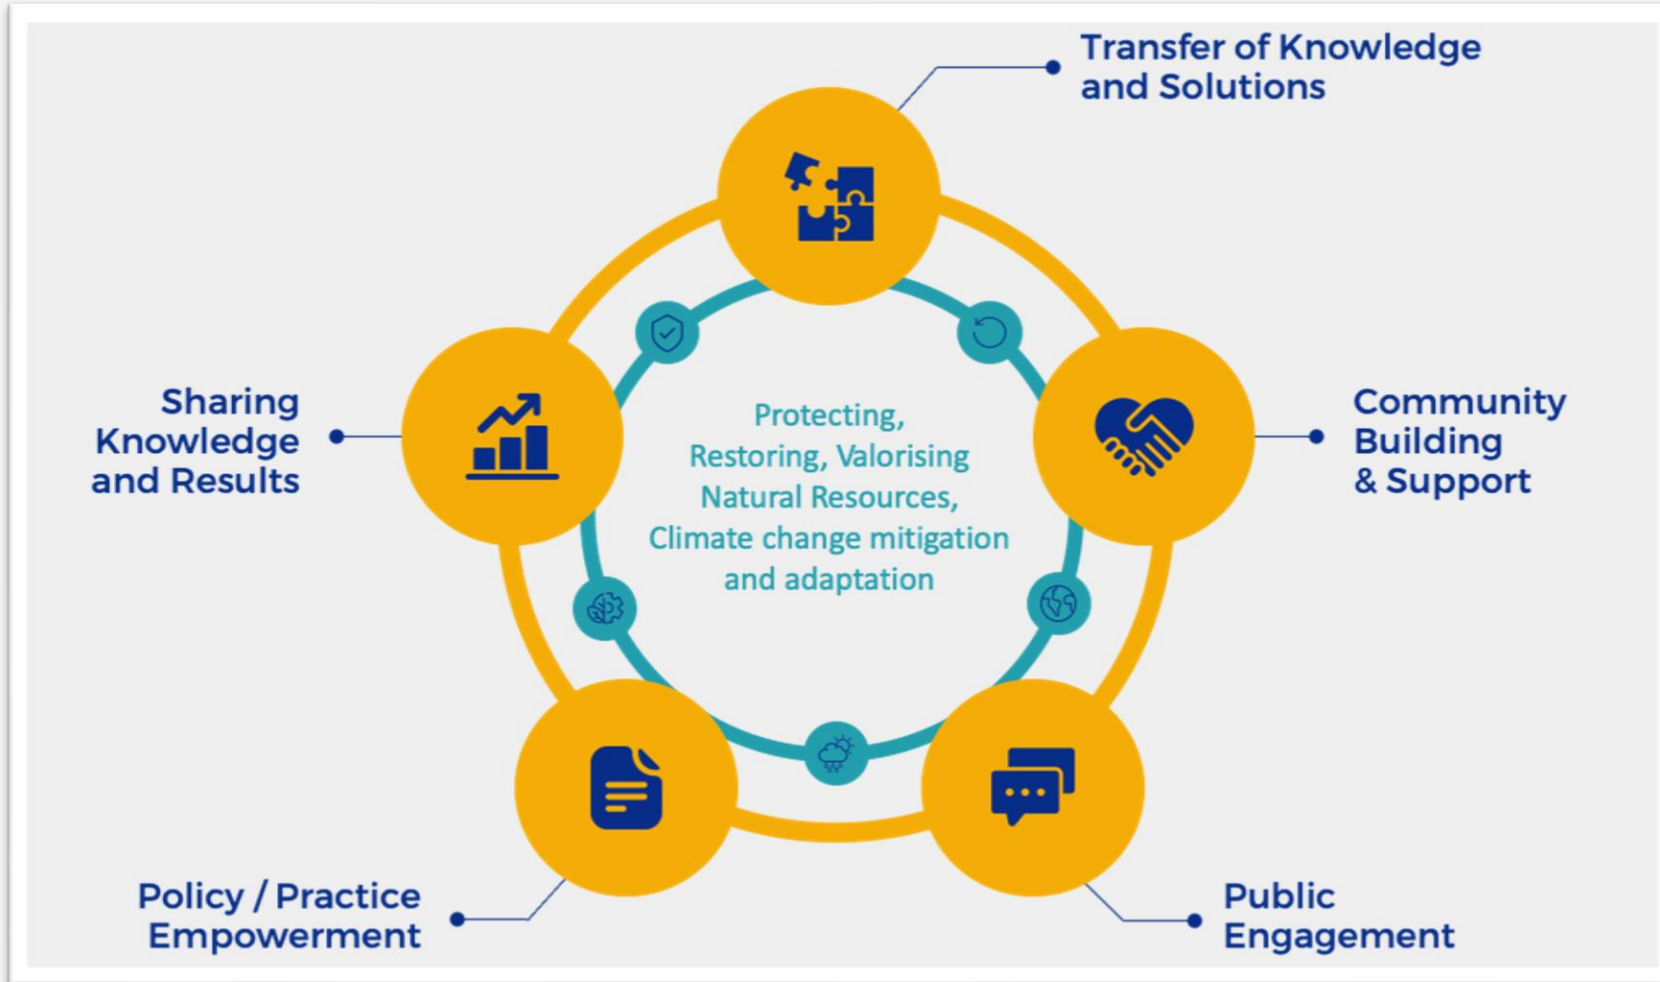 Transfer of Knowledge
and Solutions
Sharing
Knowledge
and Results
Protecting,
Restoring, Valorising
Natural Resources,
Climate change mitigation
and adaptation
Community
Building
& Support
Policy / Practice
Empowerment
Public
Engagement